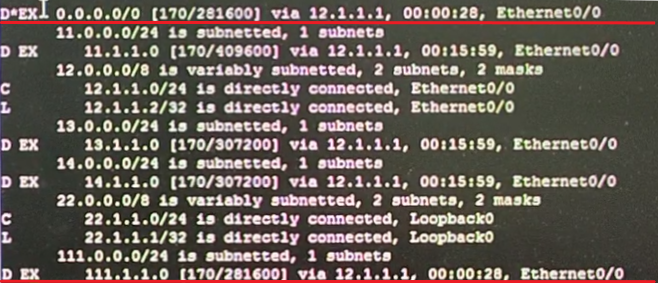 D*EX 0.0.0.0/0 [170/281600] via 12.1.1.1, 00:00:28, Ethernet0/0
11.0.0.0/24 is subnetted, 1 subnets
D EX 11.1.1.0 [170/409600] via 12.1.1.1, 00:15:59, Ethernet0/0
12.0.0.0/8 is variably subnetted, 2 subnets, 2 masks
C 12.1.1.0/24 is directly connected, Ethernet0/0
L 12.1.1.2/32 is directly connected, Ethernet0/0
13.0.0.0/24 is subnetted, 1 subnets
D EX 13.1.1.0 [170/307200] via 12.1.1.1, 00:15:59, Ethernet0/0
14.0.0.0/24 is subnetted, 1 subnets
D EX 14.1.1.0 [170/307200] via 12.1.1.1, 00:15:59, Ethernet0/0
22.0.0.0/8 is variably subnetted, 2 subnets, 2 masks
C 22.1.1.0/24 is directly connected, Loopback0
L 22.1.1.1/32 is directly connected, Loopback0
111.0.0.0/24 is subnetted, 1 subnets
D EX 111.1.1.0 [170/281600] via 12.1.1.1, 00:00:28, Ethernet0/0